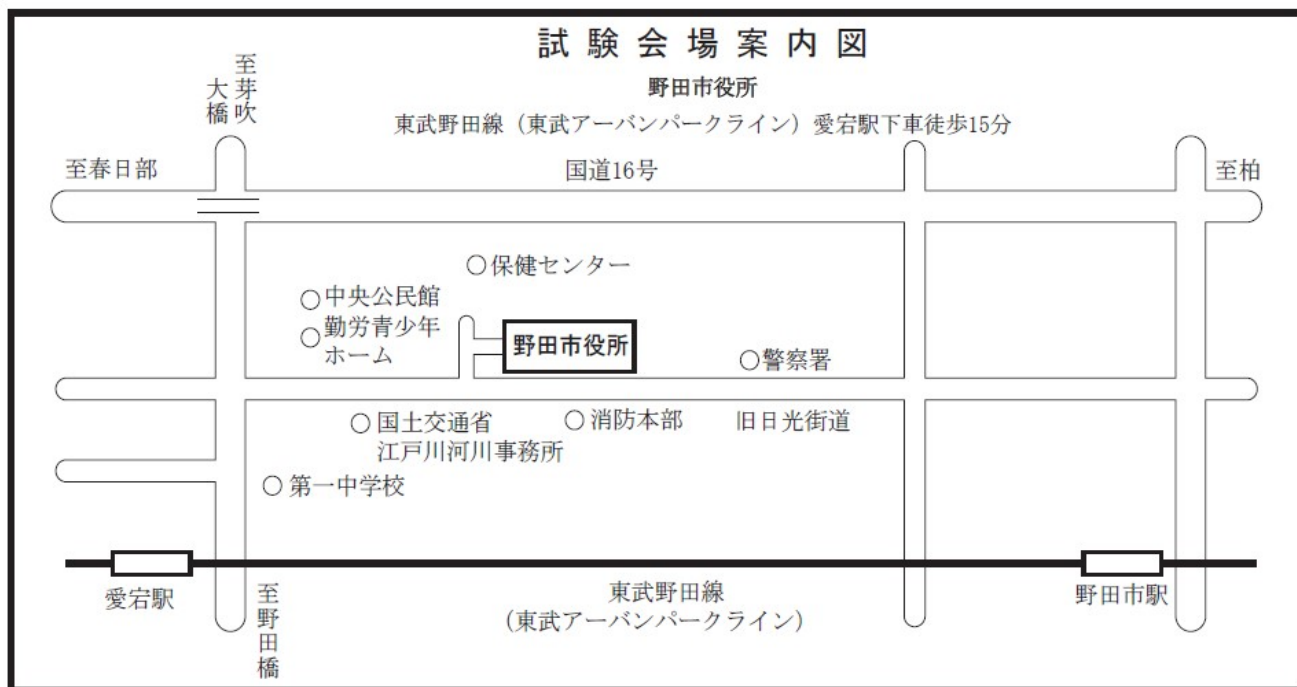 試験会場案内図
野田市役所
東武野田線（東武アーバンパークライン）愛宕駅下車徒歩15分
至芽吹
大橋
至春日部
国道16号
至柏
保健センター
中央公民館
勤労青少年
ホーム
野田市役所
警察署
国土交通省
江戸川河川事務所
消防本部
旧日光街道
第一中学校
愛宕駅
至野田橋
東武野田線
（東武アーバンパークライン）
野田市駅